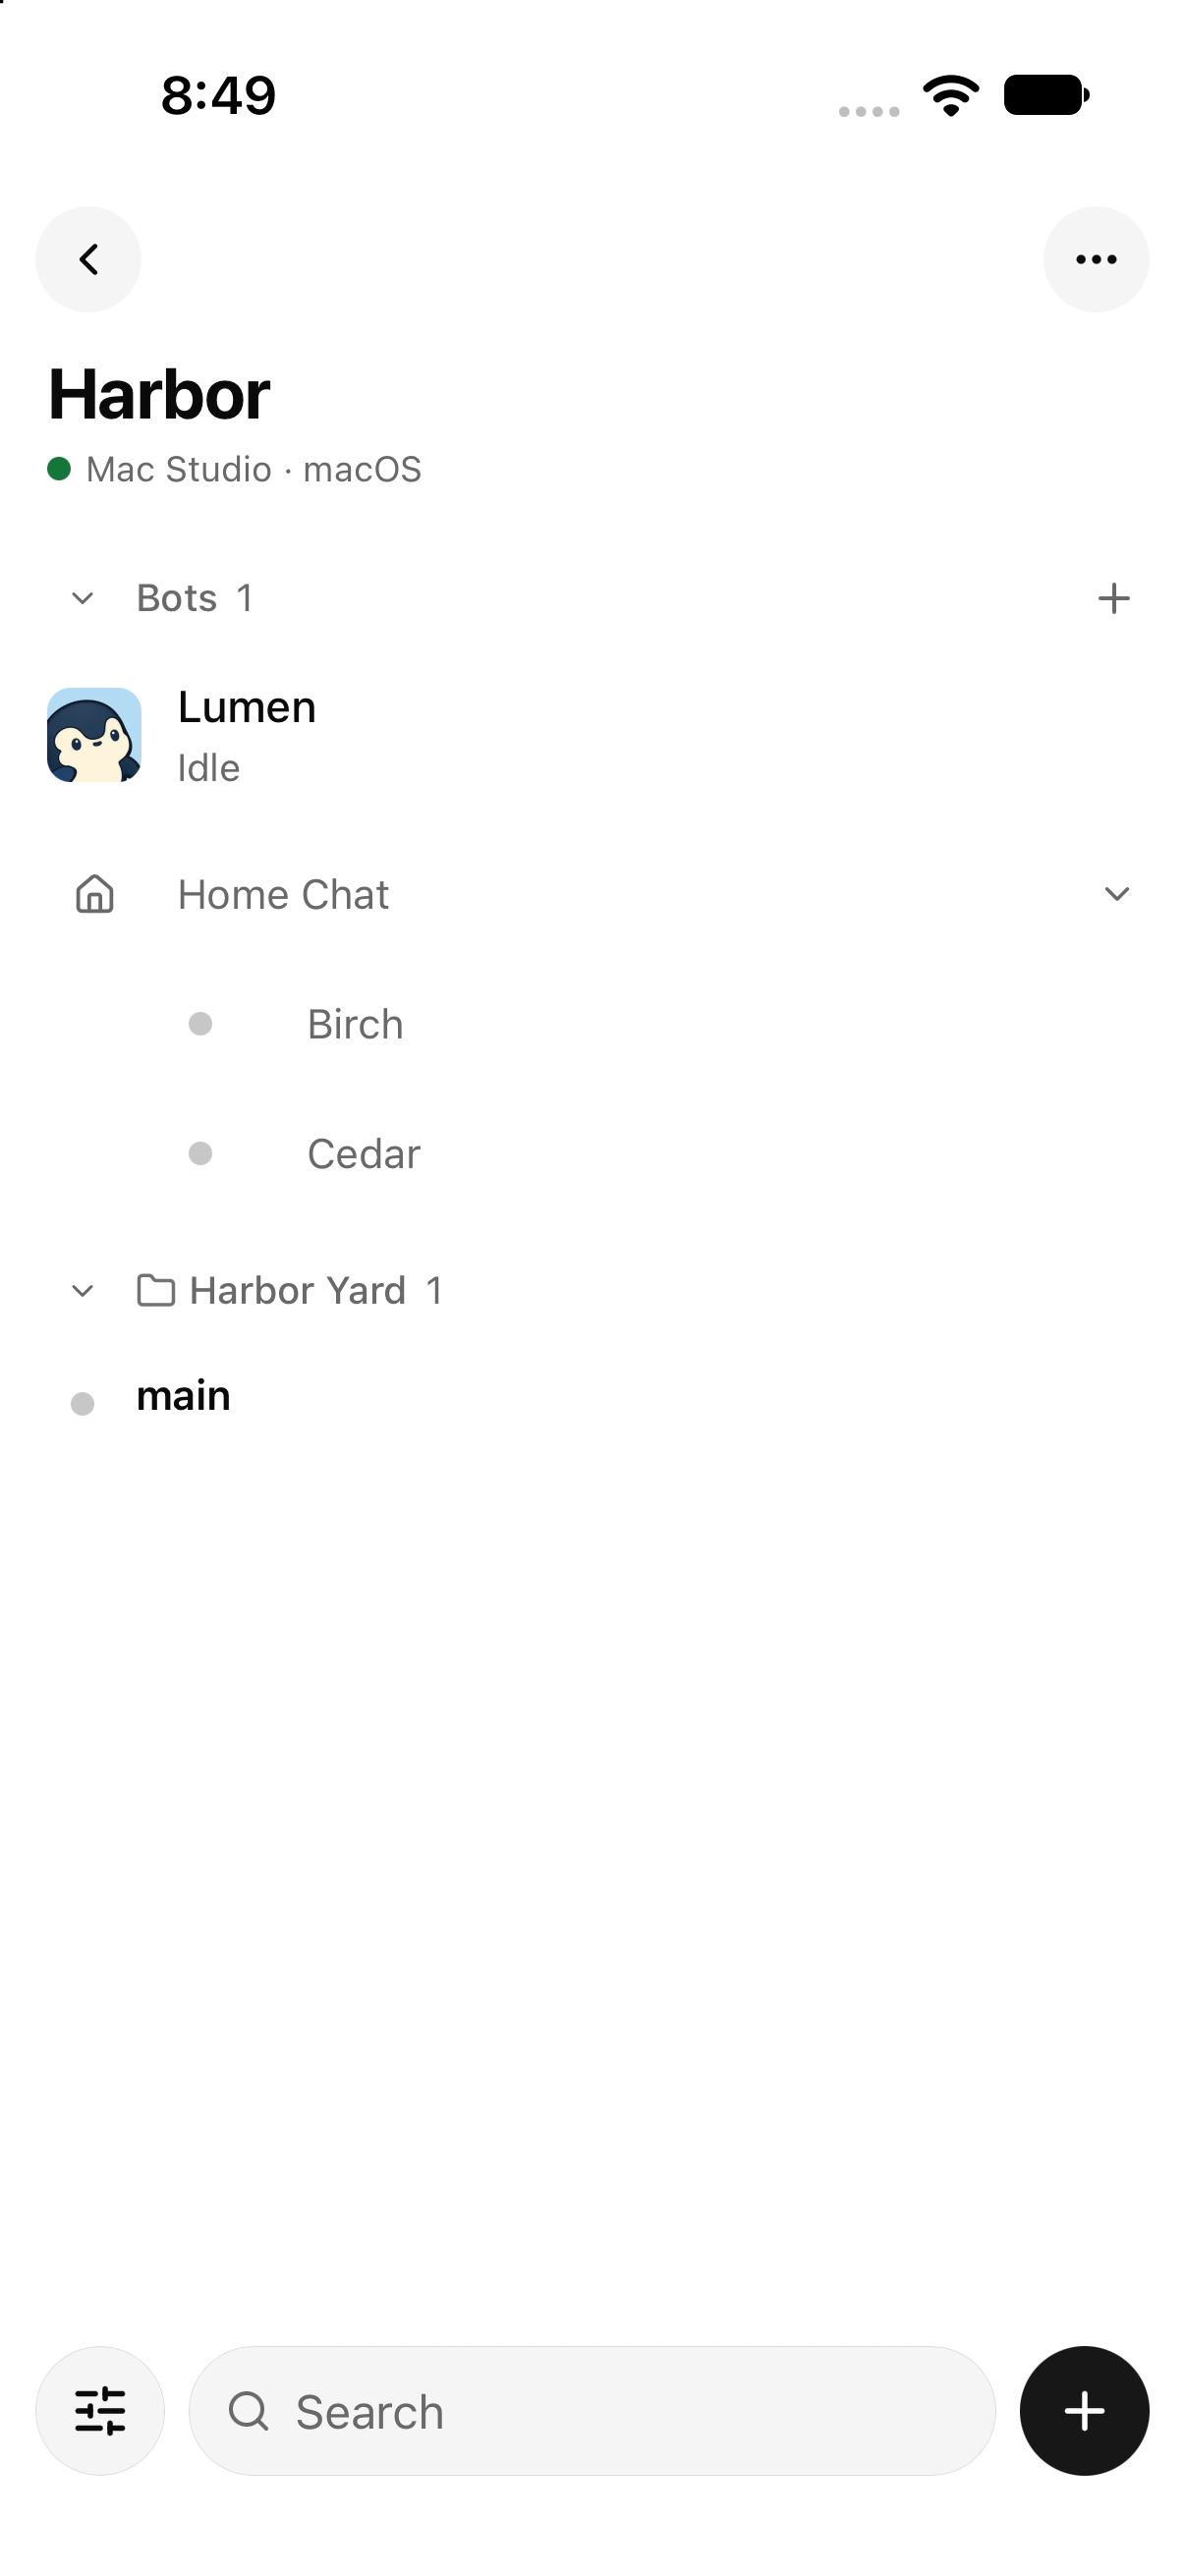 8:49
Harbor
Mac Studio · macOS
Bots 1
Lumen
Idle
Home Chat
Birch
Cedar
Harbor Yard 1
main
Search